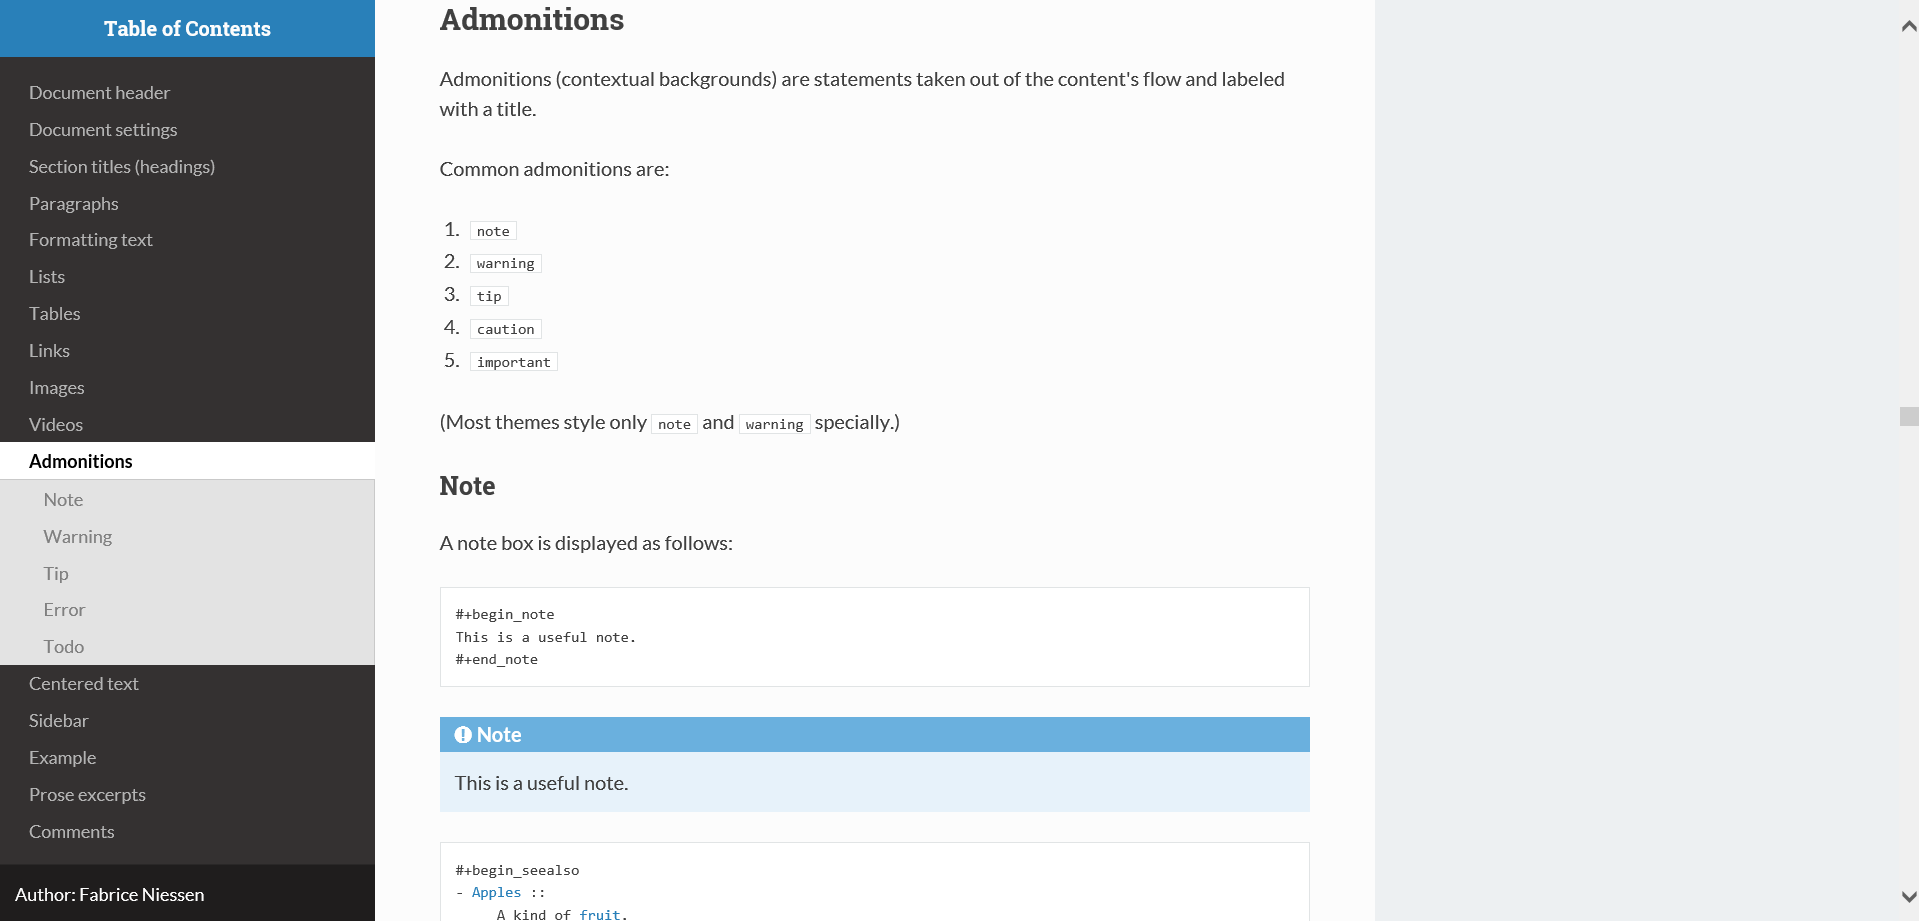 Table of Contents
Document header
Document settings
Section titles (headings)
Paragraphs
Formatting text
Lists
Tables
Links
Images
Videos
Admonitions
Note
Warning
Tip
Error
Todo
Centered text
Sidebar
Example
Prose excerpts
Comments
Author: Fabrice Niessen
Admonitions
Admonitions (contextual backgrounds) are statements taken out of the content's flow and labeled
with a title.
Common admonitions are:
1. note
2. warning
3. tip
4. caution
5. important
(Most themes style only note and warning specially.)
Note
A note box is displayed as follows:
#+begin_note
This is a useful note.
#+end_note
Note
This is a useful note.
#+begin_seealso
- Apples ::
A kind of fruit.